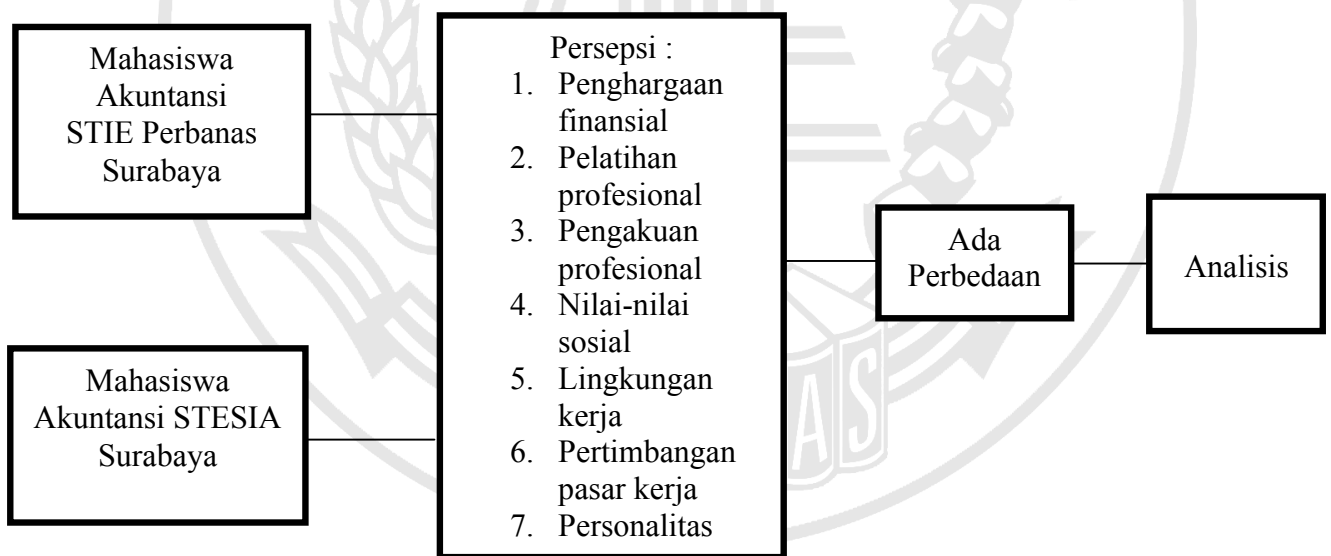 Mahasiswa
Akuntansi
STIE Perbanas
Surabaya
Mahasiswa
Akuntansi STESIA
Surabaya
Persepsi :
1. Penghargaan
finansial
2. Pelatihan
profesional
3. Pengakuan
profesional
4. Nilai-nilai
sosial
5. Lingkungan
kerja
6. Pertimbangan
pasar kerja
7. Personalitas
Ada
Perbedaan
Analisis
AS